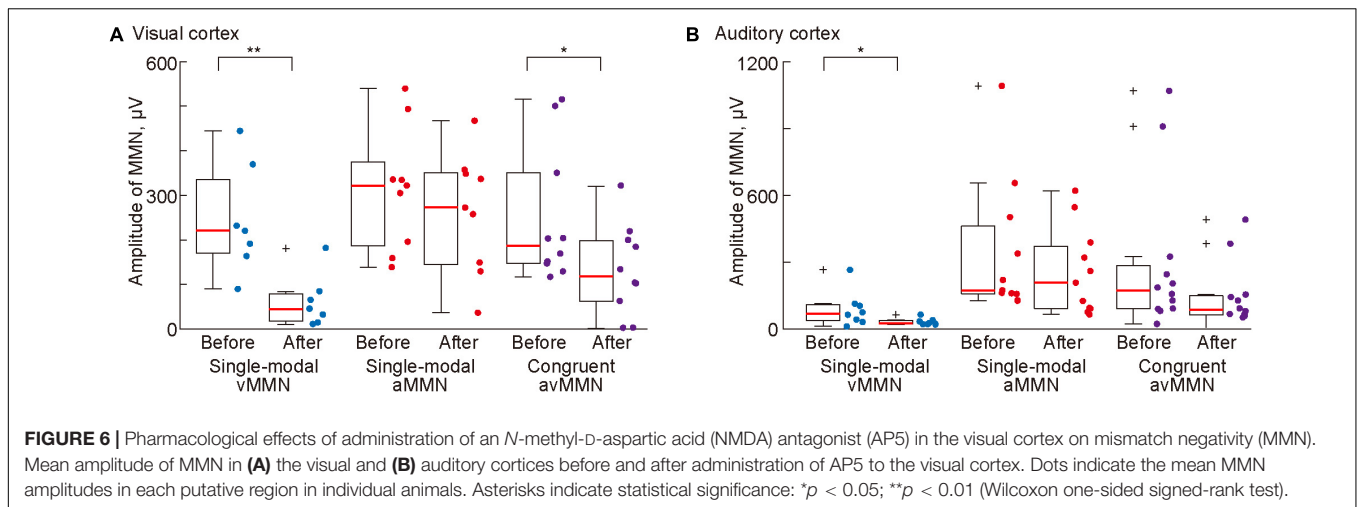 A Visual cortex
**
*
600
300
0
Amplitude of MMN, µV
+
Before After Before After Before After
Single-modal Single-modal Congruent
vMMN aMMN avMMN
B Auditory cortex
*
1200
600
0
Amplitude of MMN, µV
+ + + + + + +
Before After Before After Before After
Single-modal Single-modal Congruent
vMMN aMMN avMMN
FIGURE 6 | Pharmacological effects of administration of an N-methyl-D-aspartic acid (NMDA) antagonist (AP5) in the visual cortex on mismatch negativity (MMN).
Mean amplitude of MMN in (A) the visual and (B) auditory cortices before and after administration of AP5 to the visual cortex. Dots indicate the mean MMN
amplitudes in each putative region in individual animals. Asterisks indicate statistical significance: *p < 0.05; **p < 0.01 (Wilcoxon one-sided signed-rank test).